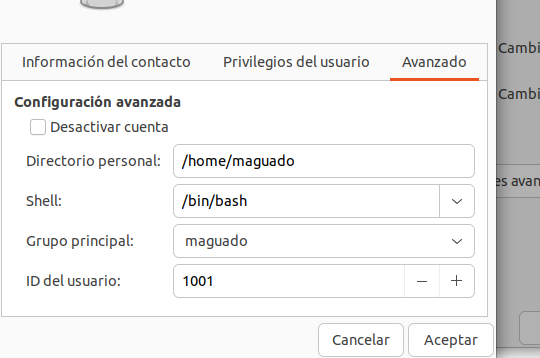 Información del contacto
Privilegios del usuario
Avanzado
Configuración avanzada
Desactivar cuenta
Directorio personal: /home/maguado
Shell: /bin/bash
Grupo principal: maguado
ID del usuario: 1001
Cancelar
Aceptar
Cambi
Cambi
es avan